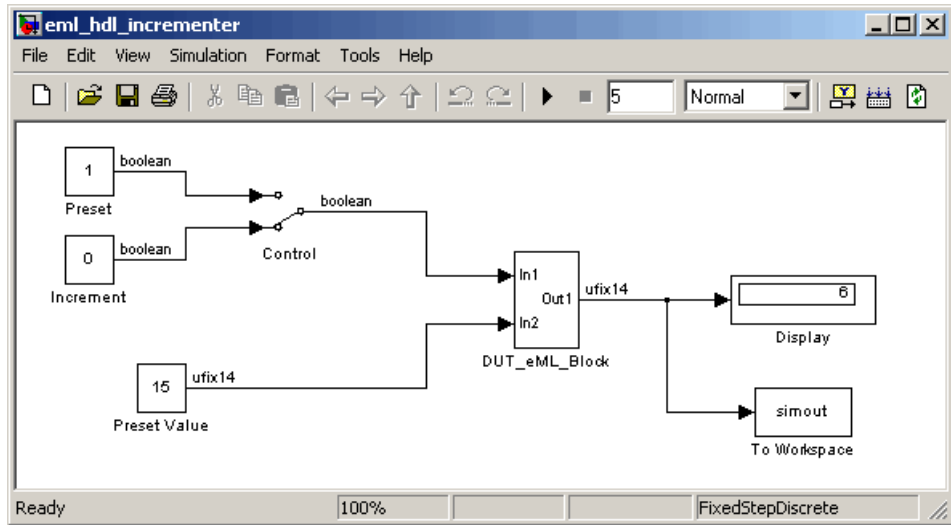 eml_hdl_incrementer
File Edit View Simulation Format Tools Help
5 Normal
1
boolean
Preset
boolean
0
boolean
Control
Increment
In1
Out1
ufix14
In2
6
Display
DUT_eML_Block
15
ufix14
Preset Value
simout
To Workspace
Ready 100% FixedStepDiscrete